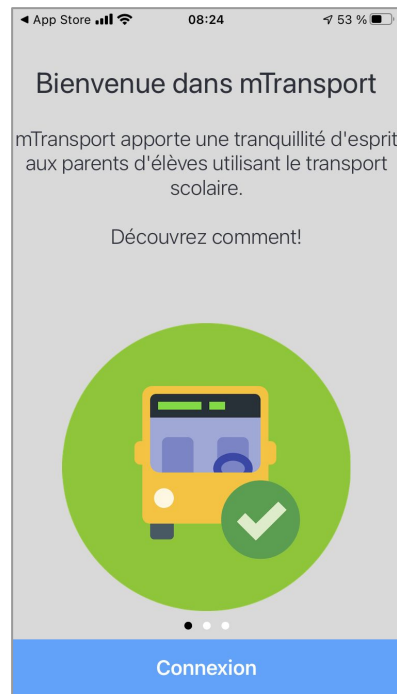 ◀ App Store 08:24 53 %
Bienvenue dans mTransport
mTransport apporte une tranquillité d'esprit
aux parents d'élèves utilisant le transport
scolaire.
Découvrez comment!
Connexion